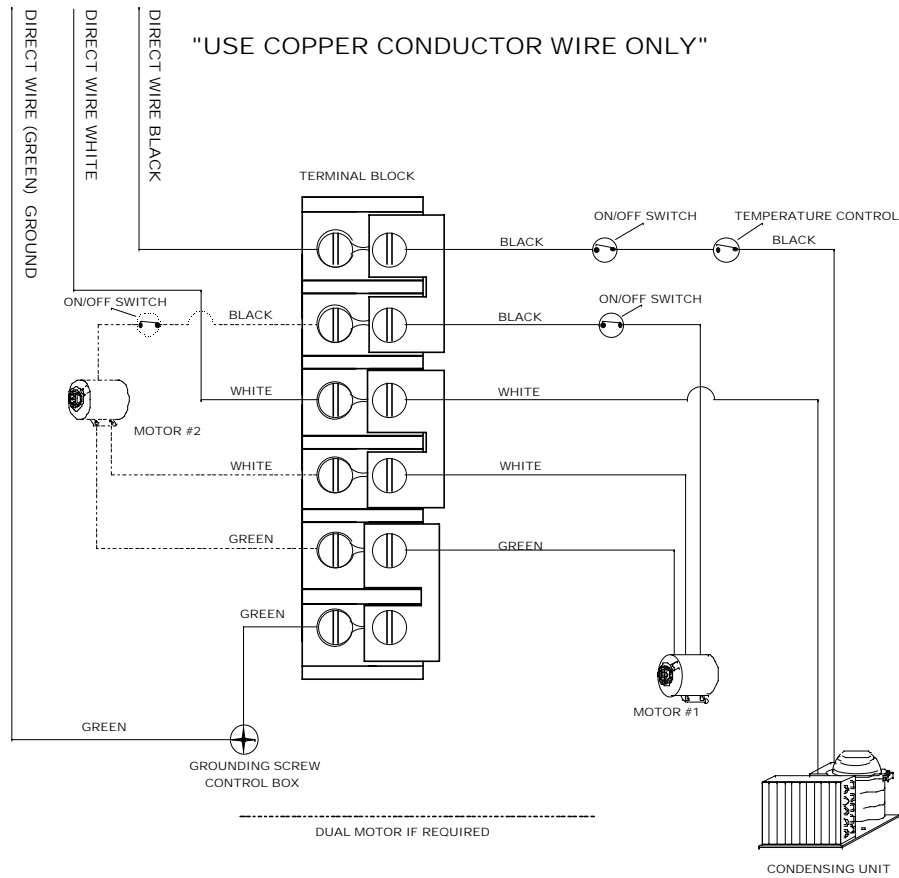 "USE COPPER CONDUCTOR WIRE ONLY"
DIRECT WIRE (GREEN) GROUND
DIRECT WIRE WHITE
DIRECT WIRE BLACK
TERMINAL BLOCK
ON/OFF SWITCH
TEMPERATURE CONTROL
BLACK
BLACK
ON/OFF SWITCH
ON/OFF SWITCH
BLACK
BLACK
WHITE
WHITE
MOTOR #2
WHITE
WHITE
GREEN
GREEN
GREEN
MOTOR #1
GREEN
GROUNDING SCREW
CONTROL BOX
DUAL MOTOR IF REQUIRED
CONDENSING UNIT